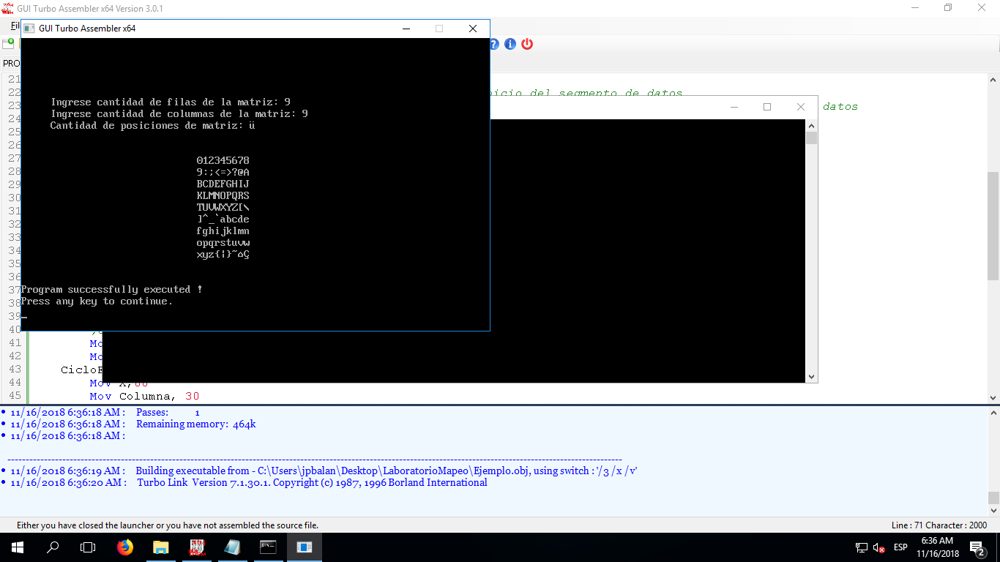 GUI Turbo Assembler x64 Version 3.0.1
Fil
GUI Turbo Assembler x64
PRO
Ingrese cantidad de filas de la matriz: 9
Ingrese cantidad de columnas de la matriz: 9
Cantidad de posiciones de matriz: ü
012345678
9:;<=>?@A
BCDEFGHIJ
KLMNOPQRS
TUVWXYZ[\
]^_`abcde
fghijklmn
opqrstuvw
xyz{|}~⌂Ç
Program successfully executed !
Press any key to continue.
21
22 nicio del segmento de datos
23 datos
24
25
26
27
28
29
30
31
32
33
34
35
36
37
38
39
40
41 Mo
42 Mo
43 CicloE
44 Mov X,00
45 Mov Columna, 30
11/16/2018 6:36:18 AM : Passes: 1
11/16/2018 6:36:18 AM : Remaining memory: 464k
11/16/2018 6:36:18 AM :
11/16/2018 6:36:19 AM : Building executable from - C:\Users\jpbalan\Desktop\LaboratorioMapeo\Ejemplo.obj, using switch : '/3 /x /v'
11/16/2018 6:36:20 AM : Turbo Link Version 7.1.30.1. Copyright (c) 1987, 1996 Borland International
Either you have closed the launcher or you have not assembled the source file.
Line : 71 Character : 2000
ESP
6:36 AM
11/16/2018
2